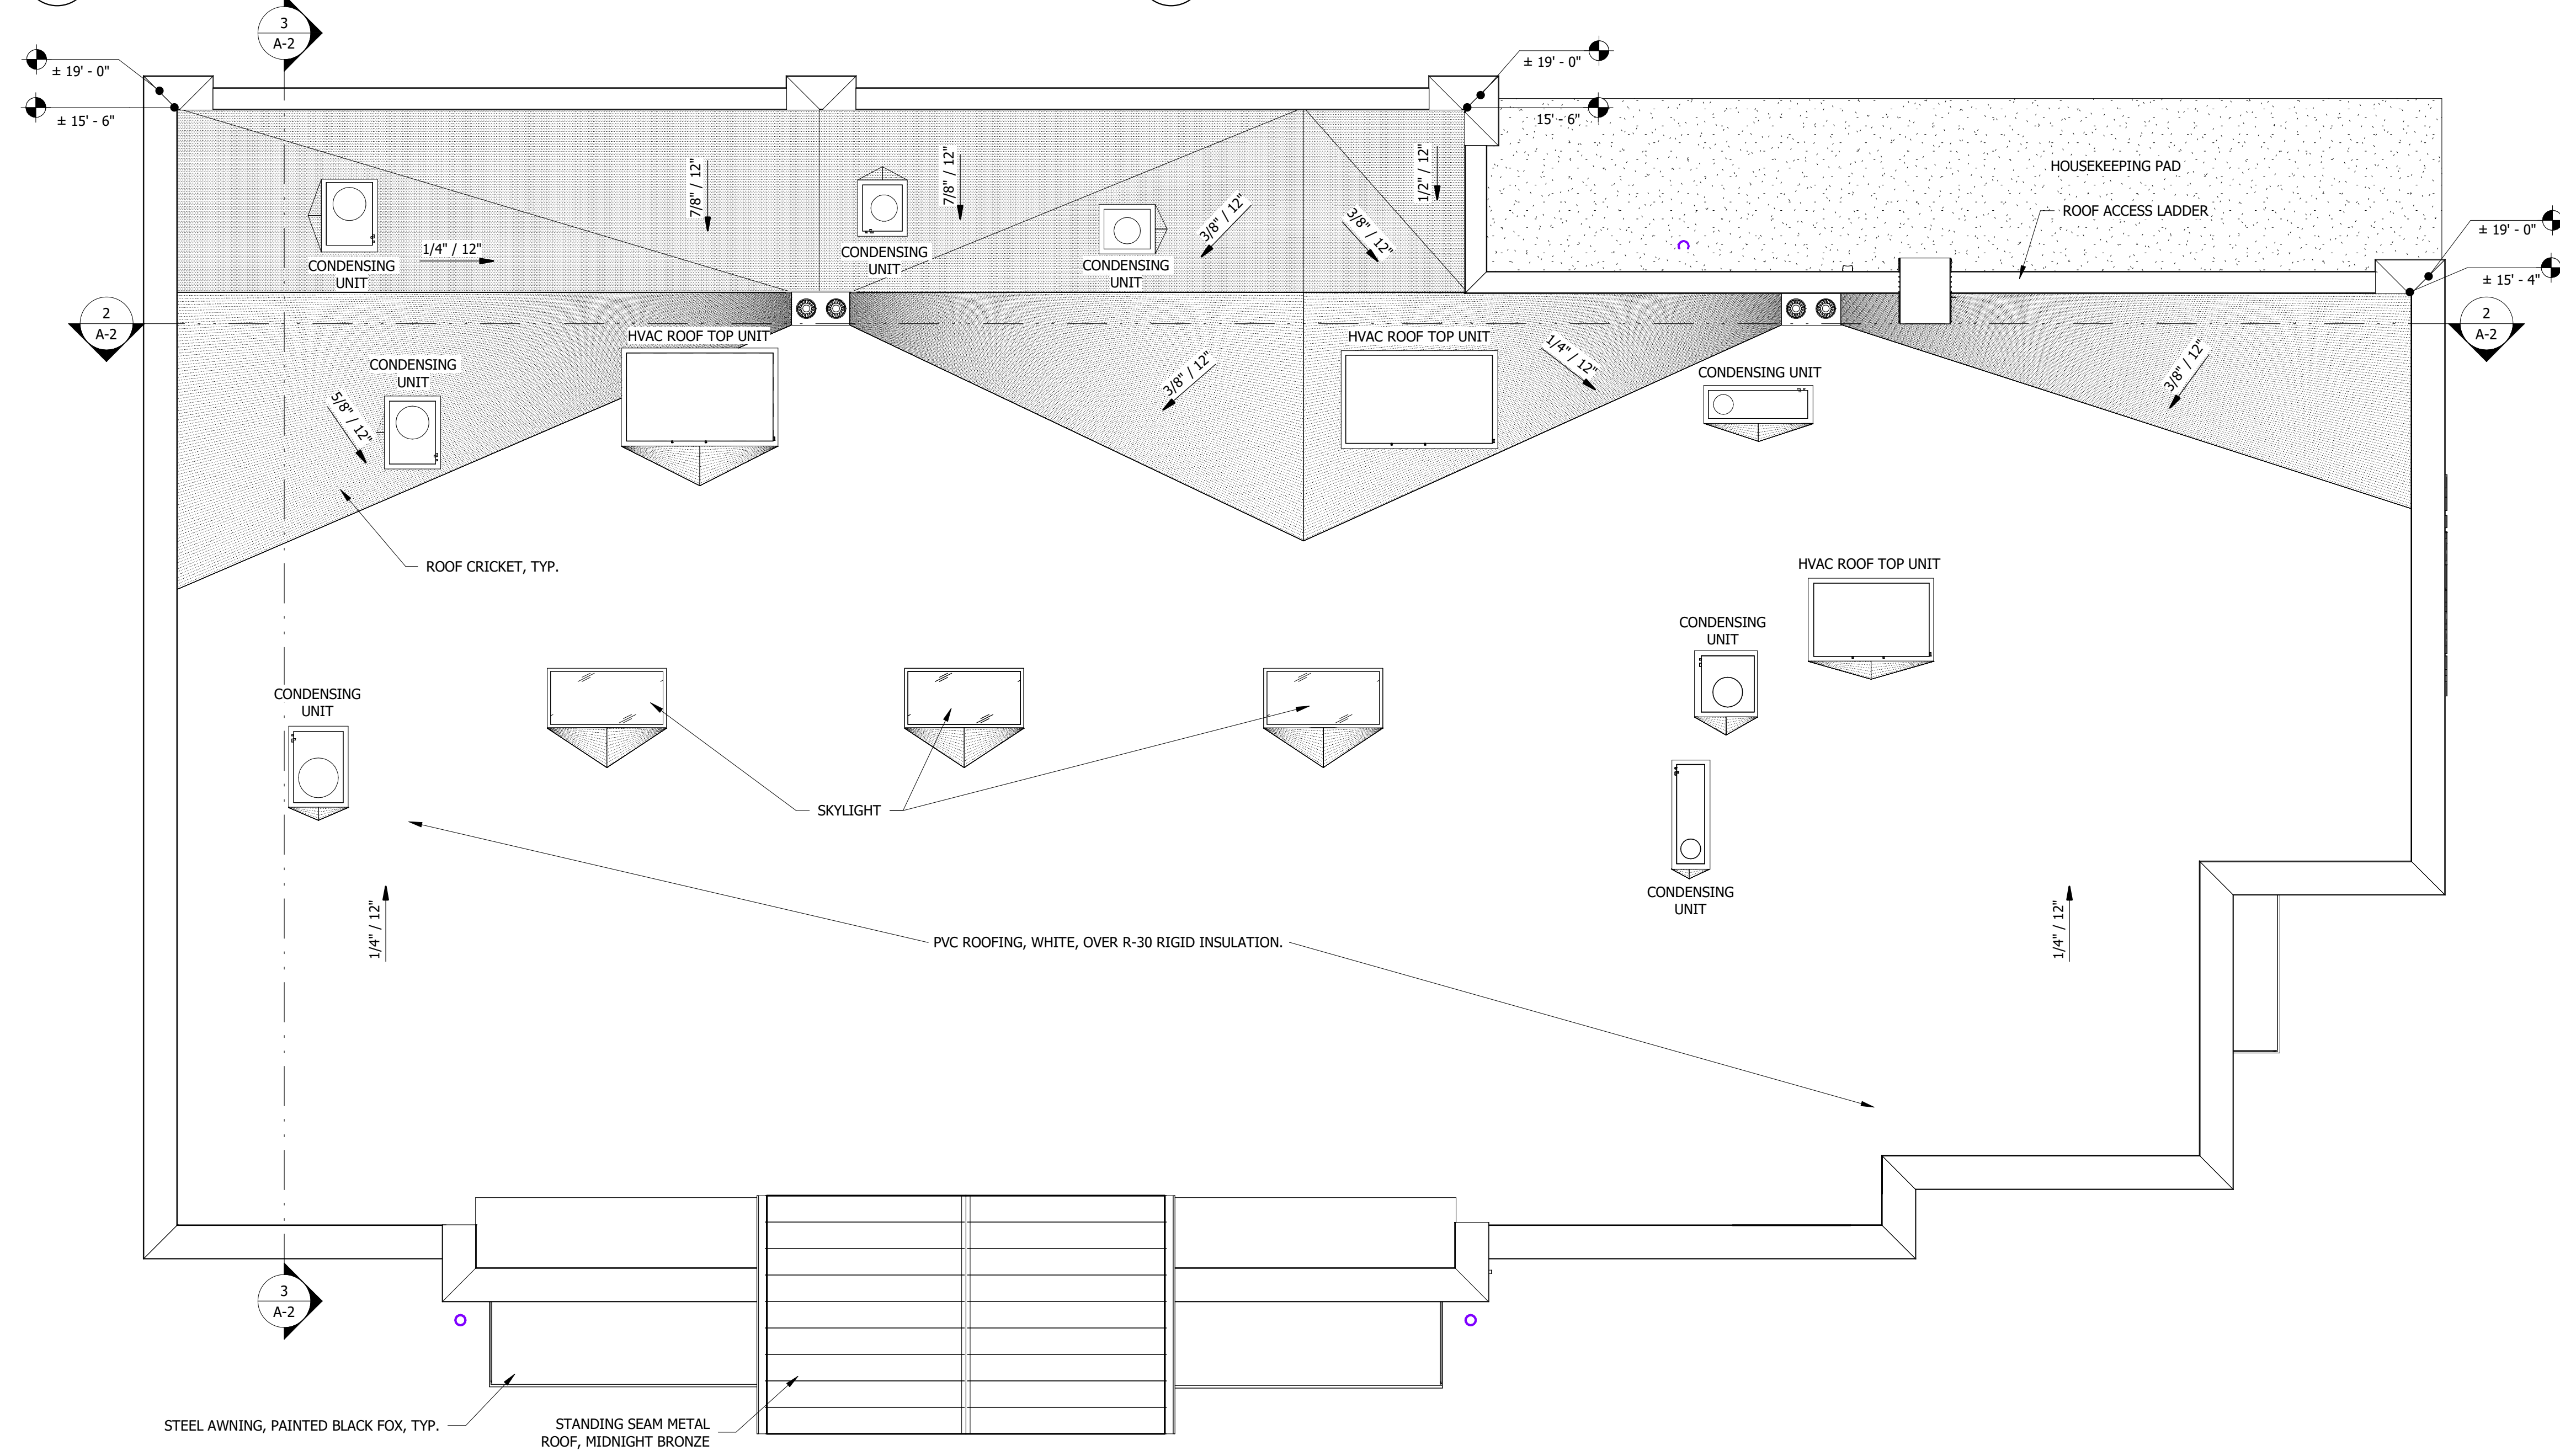 3
A-2
± 19' - 0"
± 15' - 6"
± 19' - 0"
15' - 6"
HOUSEKEEPING PAD
ROOF ACCESS LADDER
± 19' - 0"
± 15' - 4"
7/8" / 12"
7/8" / 12"
1/2" / 12"
3/8" / 12"
3/8" / 12"
1/4" / 12"
CONDENSING
UNIT
CONDENSING
UNIT
CONDENSING
UNIT
2
A-2
2
A-2
HVAC ROOF TOP UNIT
HVAC ROOF TOP UNIT
CONDENSING
UNIT
5/8" / 12"
3/8" / 12"
1/4" / 12"
CONDENSING UNIT
3/8" / 12"
ROOF CRICKET, TYP.
HVAC ROOF TOP UNIT
CONDENSING
UNIT
CONDENSING
UNIT
SKYLIGHT
CONDENSING
UNIT
1/4" / 12"
1/4" / 12"
PVC ROOFING, WHITE, OVER R-30 RIGID INSULATION.
3
A-2
STEEL AWNING, PAINTED BLACK FOX, TYP.
STANDING SEAM METAL
ROOF, MIDNIGHT BRONZE